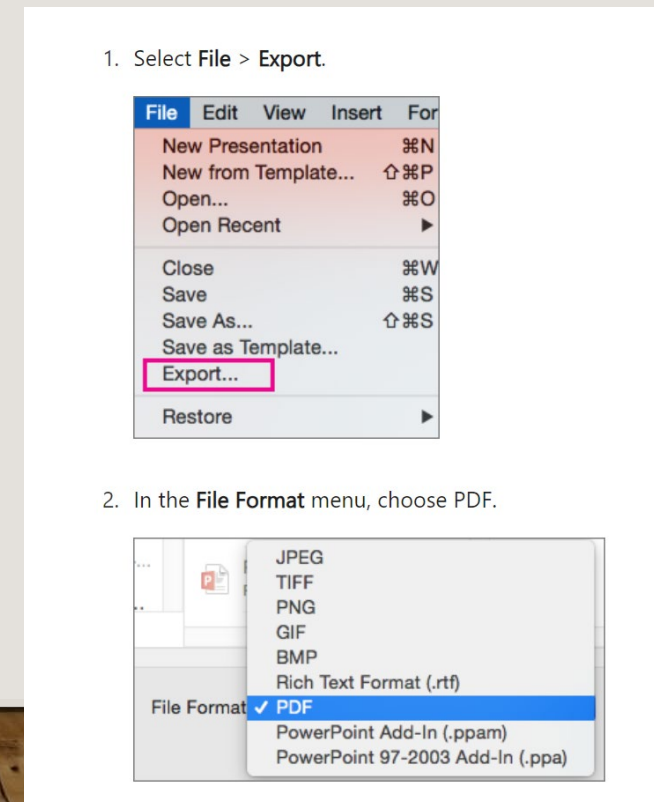 1. Select File > Export.
File Edit View Insert For
New Presentation ⌘N
New from Template... ⇧⌘P
Open... ⌘O
Open Recent ▶
Close ⌘W
Save ⌘S
Save As... ⇧⌘S
Save as Template...
Export...
Restore ▶
2. In the File Format menu, choose PDF.
JPEG
TIFF
PNG
GIF
BMP
Rich Text Format (.rtf)
File Format ✓ PDF
PowerPoint Add-In (.ppam)
PowerPoint 97-2003 Add-In (.ppa)